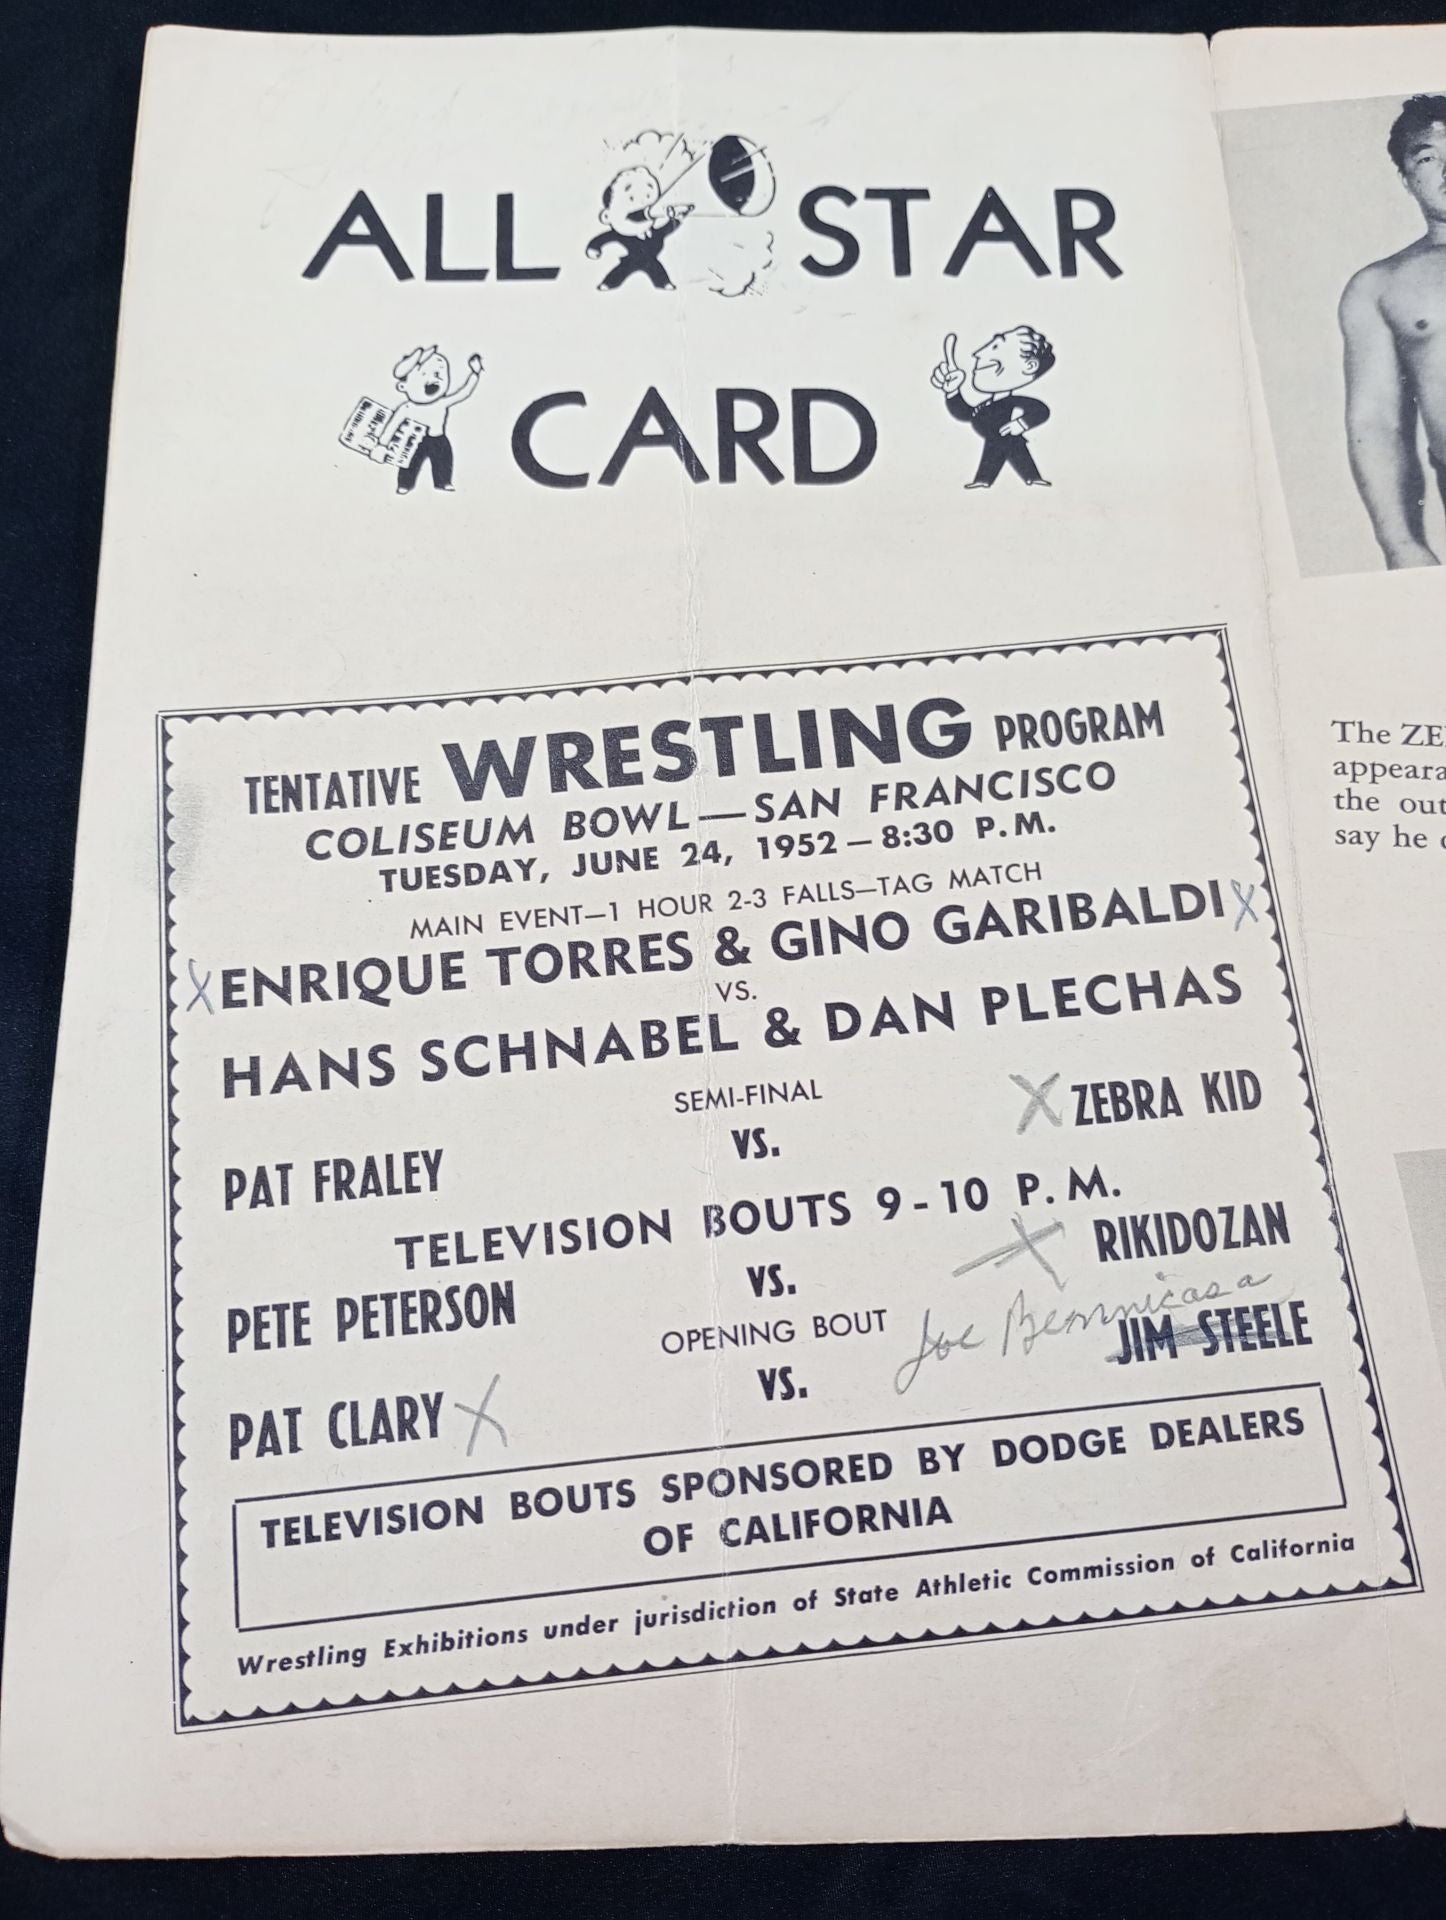 ALL STAR
CARD
TENTATIVE WRESTLING PROGRAM
COLISEUM BOWL—SAN FRANCISCO
TUESDAY, JUNE 24, 1952 — 8:30 P.M.
MAIN EVENT—1 HOUR 2-3 FALLS—TAG MATCH
X ENRIQUE TORRES & GINO GARIBALDI X
VS.
HANS SCHNABEL & DAN PLECHAS
SEMI-FINAL
PAT FRALEY VS. X ZEBRA KID
TELEVISION BOUTS 9-10 P.M.
PETE PETERSON VS. X RIKIDOZAN
OPENING BOUT
Joe Bennicasa
PAT CLARY X VS. JIM STEELE
TELEVISION BOUTS SPONSORED BY DODGE DEALERS
OF CALIFORNIA
Wrestling Exhibitions under jurisdiction of State Athletic Commission of California
The ZE
appeara
the out
say he